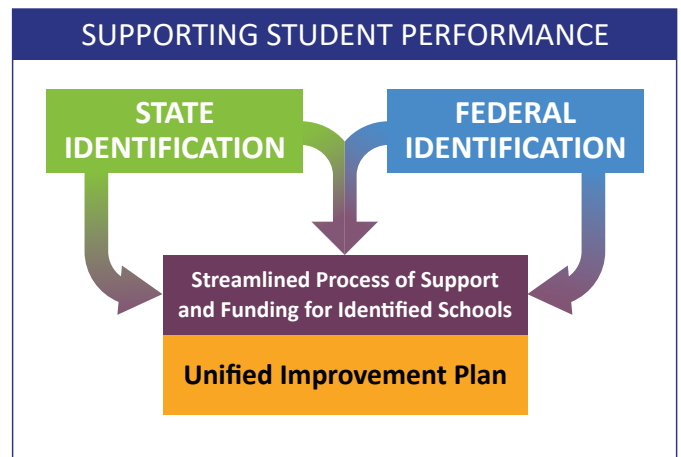 SUPPORTING STUDENT PERFORMANCE
STATE
IDENTIFICATION
FEDERAL
IDENTIFICATION
Streamlined Process of Support
and Funding for Identified Schools
Unified Improvement Plan